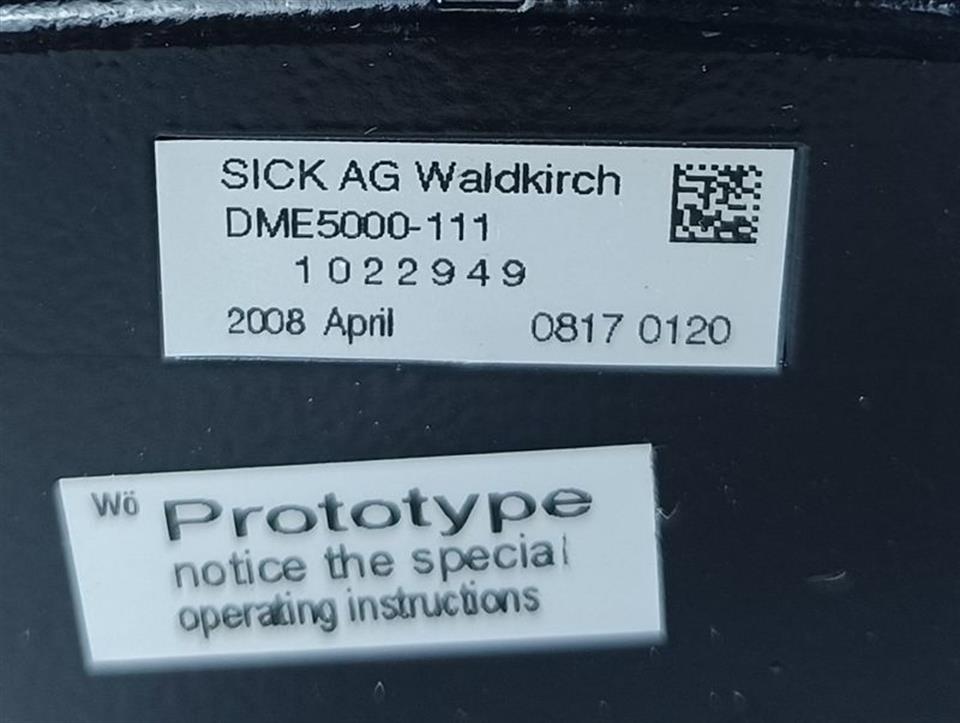 SICK AG Waldkirch
DME5000-111
1022949
2008 April 0817 0120
Wö Prototype
notice the special
operating instructions